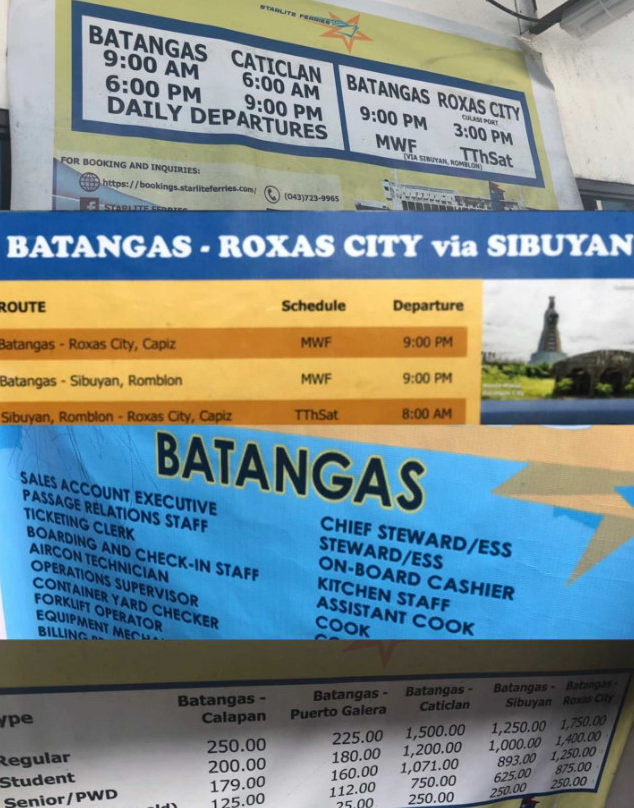 STARLITE FERRIES
BATANGAS CATICLAN
9:00 AM 6:00 AM
6:00 PM 9:00 PM
DAILY DEPARTURES
BATANGAS ROXAS CITY
CULASI PORT
9:00 PM 3:00 PM
MWF TThSat
(VIA SIBUYAN, ROMBLON)
FOR BOOKING AND INQUIRIES:
https://bookings.starliteferries.com/ (043)723-9965
STARLITE FERRIES
BATANGAS - ROXAS CITY via SIBUYAN
ROUTE Schedule Departure
Batangas - Roxas City, Capiz MWF 9:00 PM
Batangas - Sibuyan, Romblon MWF 9:00 PM
Sibuyan, Romblon - Roxas City, Capiz TThSat 8:00 AM
BATANGAS
SALES ACCOUNT EXECUTIVE
PASSAGE RELATIONS STAFF
TICKETING CLERK
BOARDING AND CHECK-IN STAFF
AIRCON TECHNICIAN
OPERATIONS SUPERVISOR
CONTAINER YARD CHECKER
FORKLIFT OPERATOR
EQUIPMENT MECHA
BILLING
CHIEF STEWARD/ESS
STEWARD/ESS
ON-BOARD CASHIER
KITCHEN STAFF
ASSISTANT COOK
COOK
ype Batangas - Calapan Batangas - Puerto Galera Batangas - Caticlan Batangas - Sibuyan Batangas - Roxas City
Regular 250.00 225.00 1,500.00 1,250.00 1,750.00
Student 200.00 180.00 1,200.00 1,000.00 1,400.00
Senior/PWD 179.00 160.00 1,071.00 893.00 1,250.00
125.00 112.00 750.00 625.00 875.00
25.00 250.00 250.00 250.00